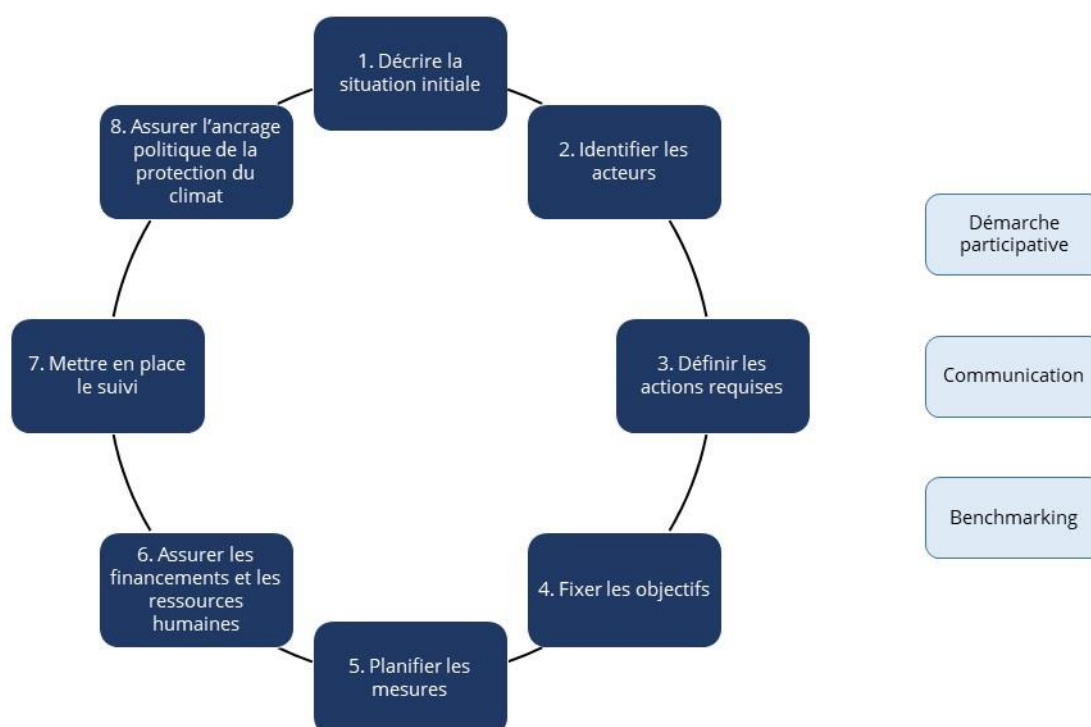 1. Décrire la
situation initiale
2. Identifier les
acteurs
3. Définir les
actions requises
4. Fixer les objectifs
5. Planifier les
mesures
6. Assurer les
financements et les
ressources
humaines
7. Mettre en place
le suivi
8. Assurer l’ancrage
politique de la
protection du
climat
Démarche
participative
Communication
Benchmarking